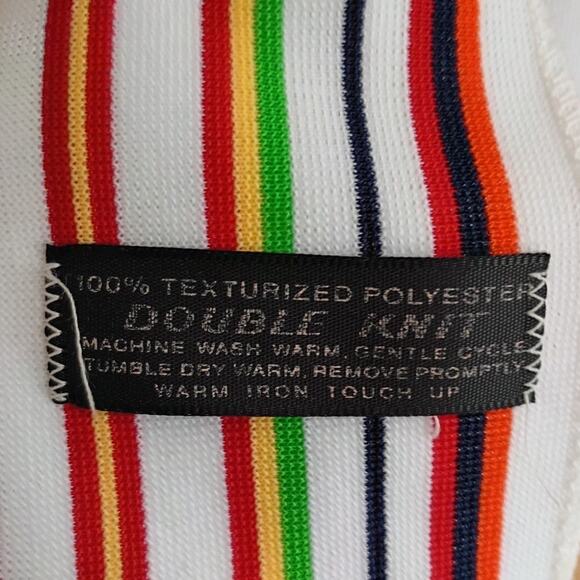 100% TEXTURIZED POLYESTER
DOUBLE KNIT
MACHINE WASH WARM, GENTLE CYCLE
TUMBLE DRY WARM, REMOVE PROMPTLY
WARM IRON TOUCH UP